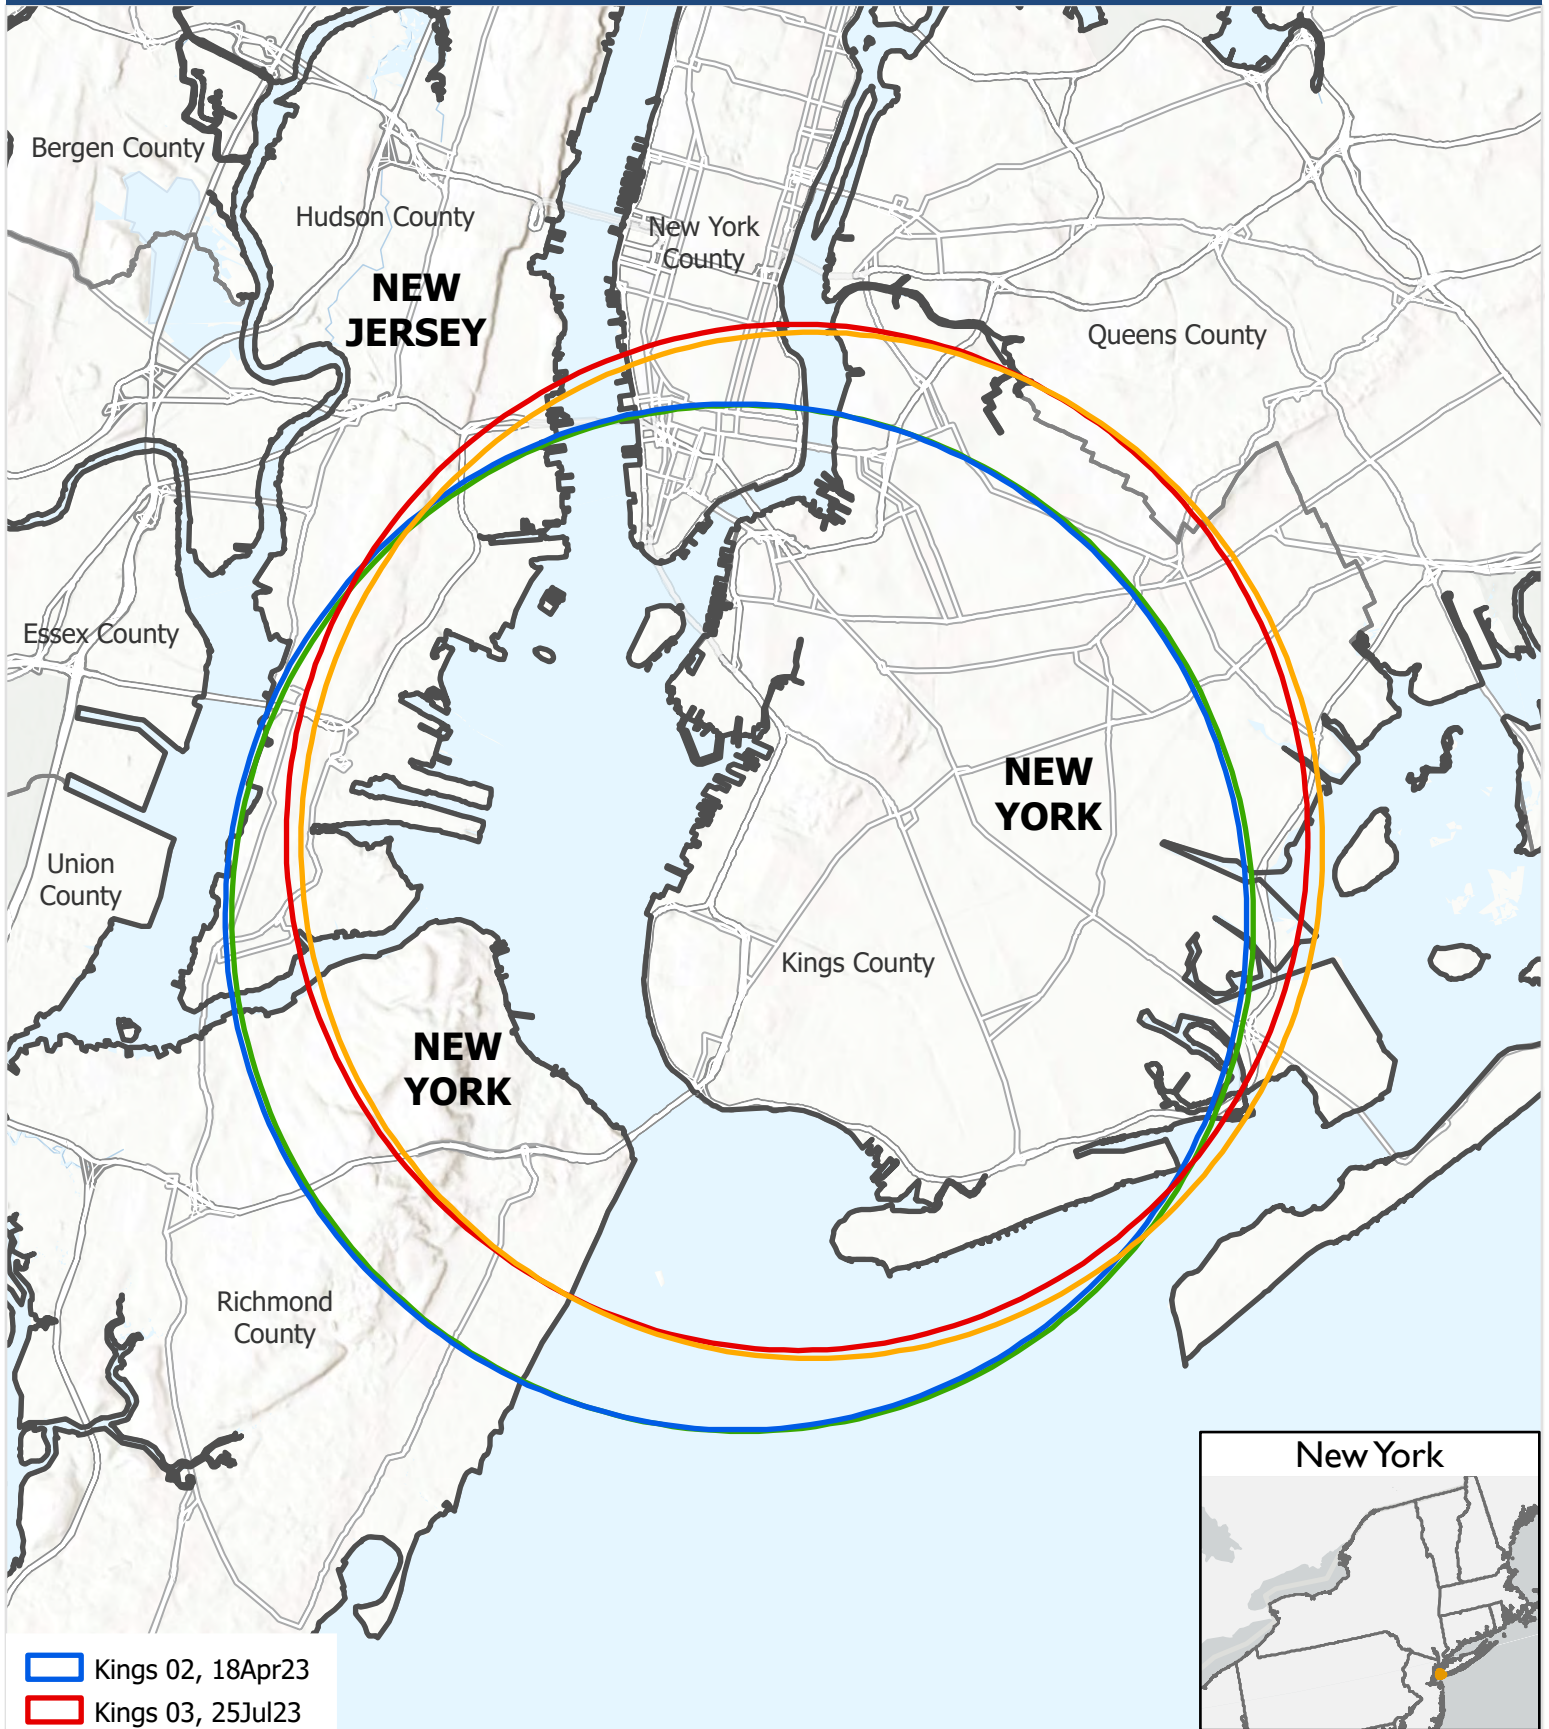 Bergen County
Hudson County
New York
County
NEW
JERSEY
Queens County
Essex County
NEW
YORK
Union
County
Kings County
NEW
YORK
Richmond
County
New York
Kings 02, 18Apr23
Kings 03, 25Jul23